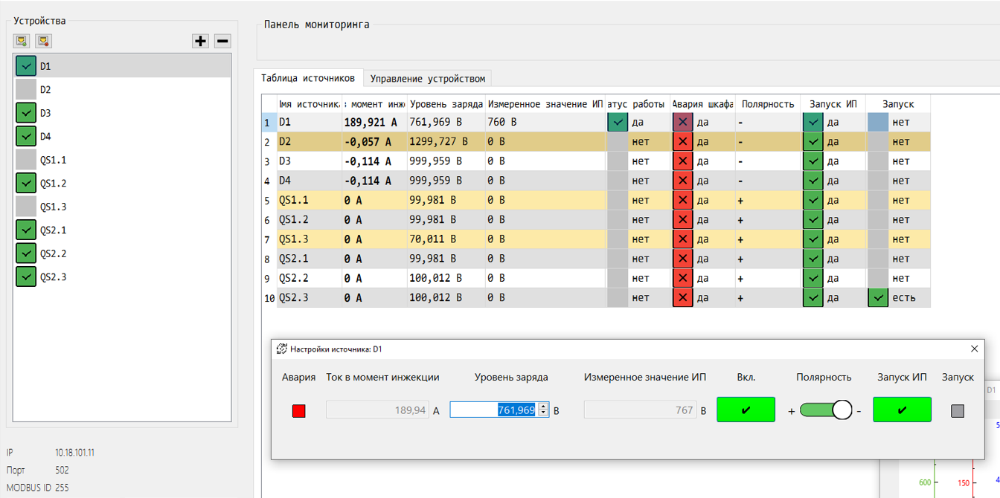 Устройства
D1
D2
D3
D4
QS1.1
QS1.2
QS1.3
QS2.1
QS2.2
QS2.3
IP 10.18.101.11
Порт 502
MODBUS ID 255
Панель мониторинга
Таблица источников Управление устройством
момент Уровень заряда Измеренное значение ИП работы Авария шкафа Полярность Запуск ИП Запуск
1 D1 189,921 А 761,969 В 760 В да да - да нет
2 D2 -0,057 А 1299,727 В 0 В нет да - да нет
3 D3 -0,114 А 999,959 В 0 В нет да - да нет
4 D4 -0,114 А 999,959 В 0 В нет да - да нет
5 QS1.1 0 А 99,981 В 0 В нет да + да нет
6 QS1.2 0 А 99,981 В 0 В нет да + да нет
7 QS1.3 0 А 70,011 В 0 В нет да + да нет
8 QS2.1 0 А 99,981 В 0 В нет да + да нет
9 QS2.2 0 А 100,012 В 0 В нет да + да нет
10 QS2.3 0 А 100,012 В 0 В нет да + да есть
Настройки источника: D1
Авария Ток в момент инжекции Уровень заряда Измеренное значение ИП Вкл. Полярность Запуск ИП Запуск
189,94 А 761,969 В 767 В + -
D1
600 150